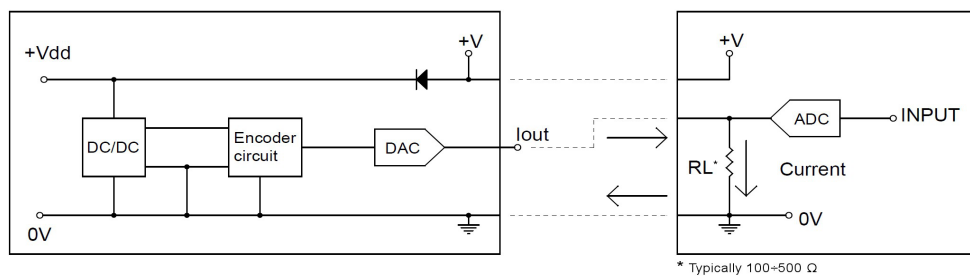 +Vdd
+V
DC/DC
Encoder
circuit
DAC
Iout
0V
+V
ADC
INPUT
RL*
Current
0V
* Typically 100÷500 Ω